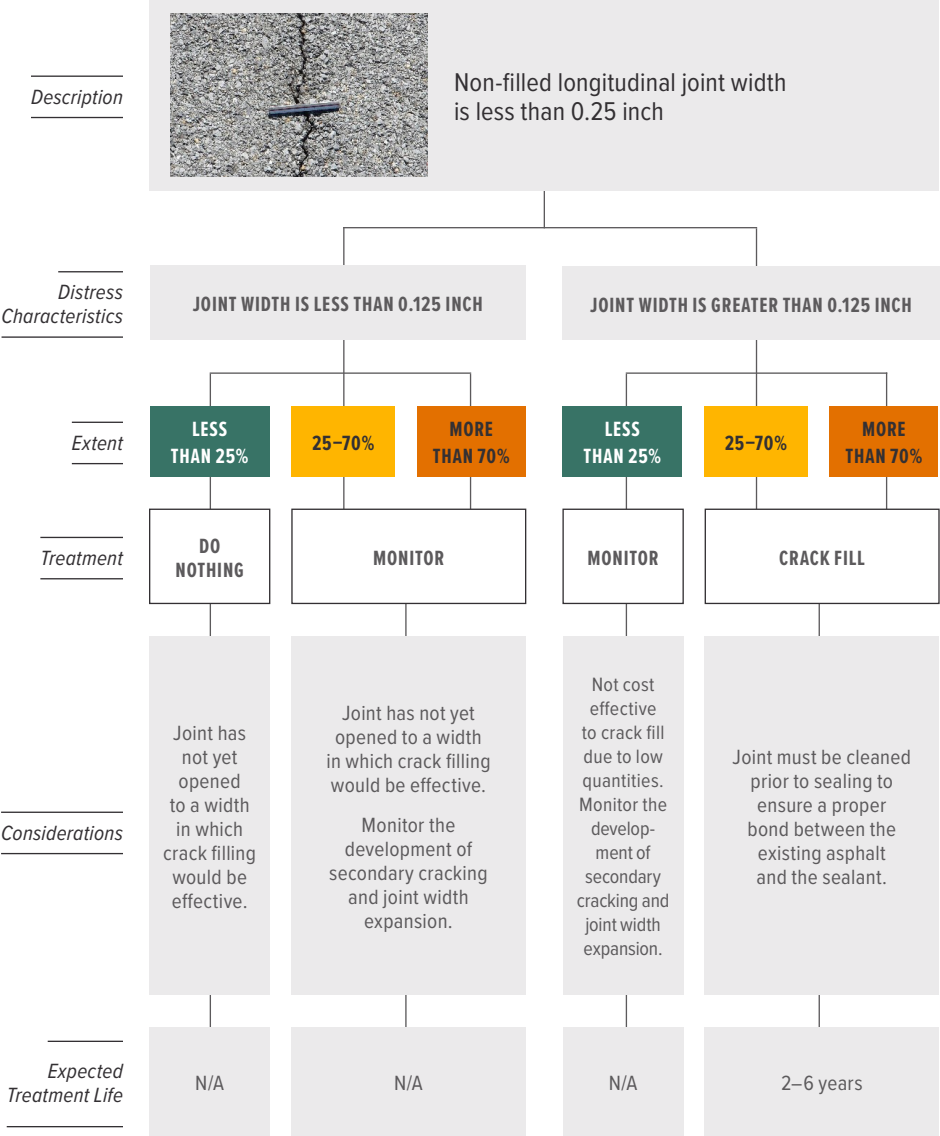 Description
Non-filled longitudinal joint width
is less than 0.25 inch
Distress
Characteristics
JOINT WIDTH IS LESS THAN 0.125 INCH
JOINT WIDTH IS GREATER THAN 0.125 INCH
Extent
LESS
THAN 25%
25–70%
MORE
THAN 70%
LESS
THAN 25%
25–70%
MORE
THAN 70%
Treatment
DO
NOTHING
MONITOR
MONITOR
CRACK FILL
Considerations
Joint has
not yet
opened
to a width
in which
crack filling
would be
effective.
Joint has not yet
opened to a width
in which crack filling
would be effective.
Monitor the
development of
secondary cracking
and joint width
expansion.
Not cost
effective
to crack fill
due to low
quantities.
Monitor the
develop-
ment of
secondary
cracking and
joint width
expansion.
Joint must be cleaned
prior to sealing to
ensure a proper
bond between the
existing asphalt
and the sealant.
Expected
Treatment Life
N/A
N/A
N/A
2–6 years